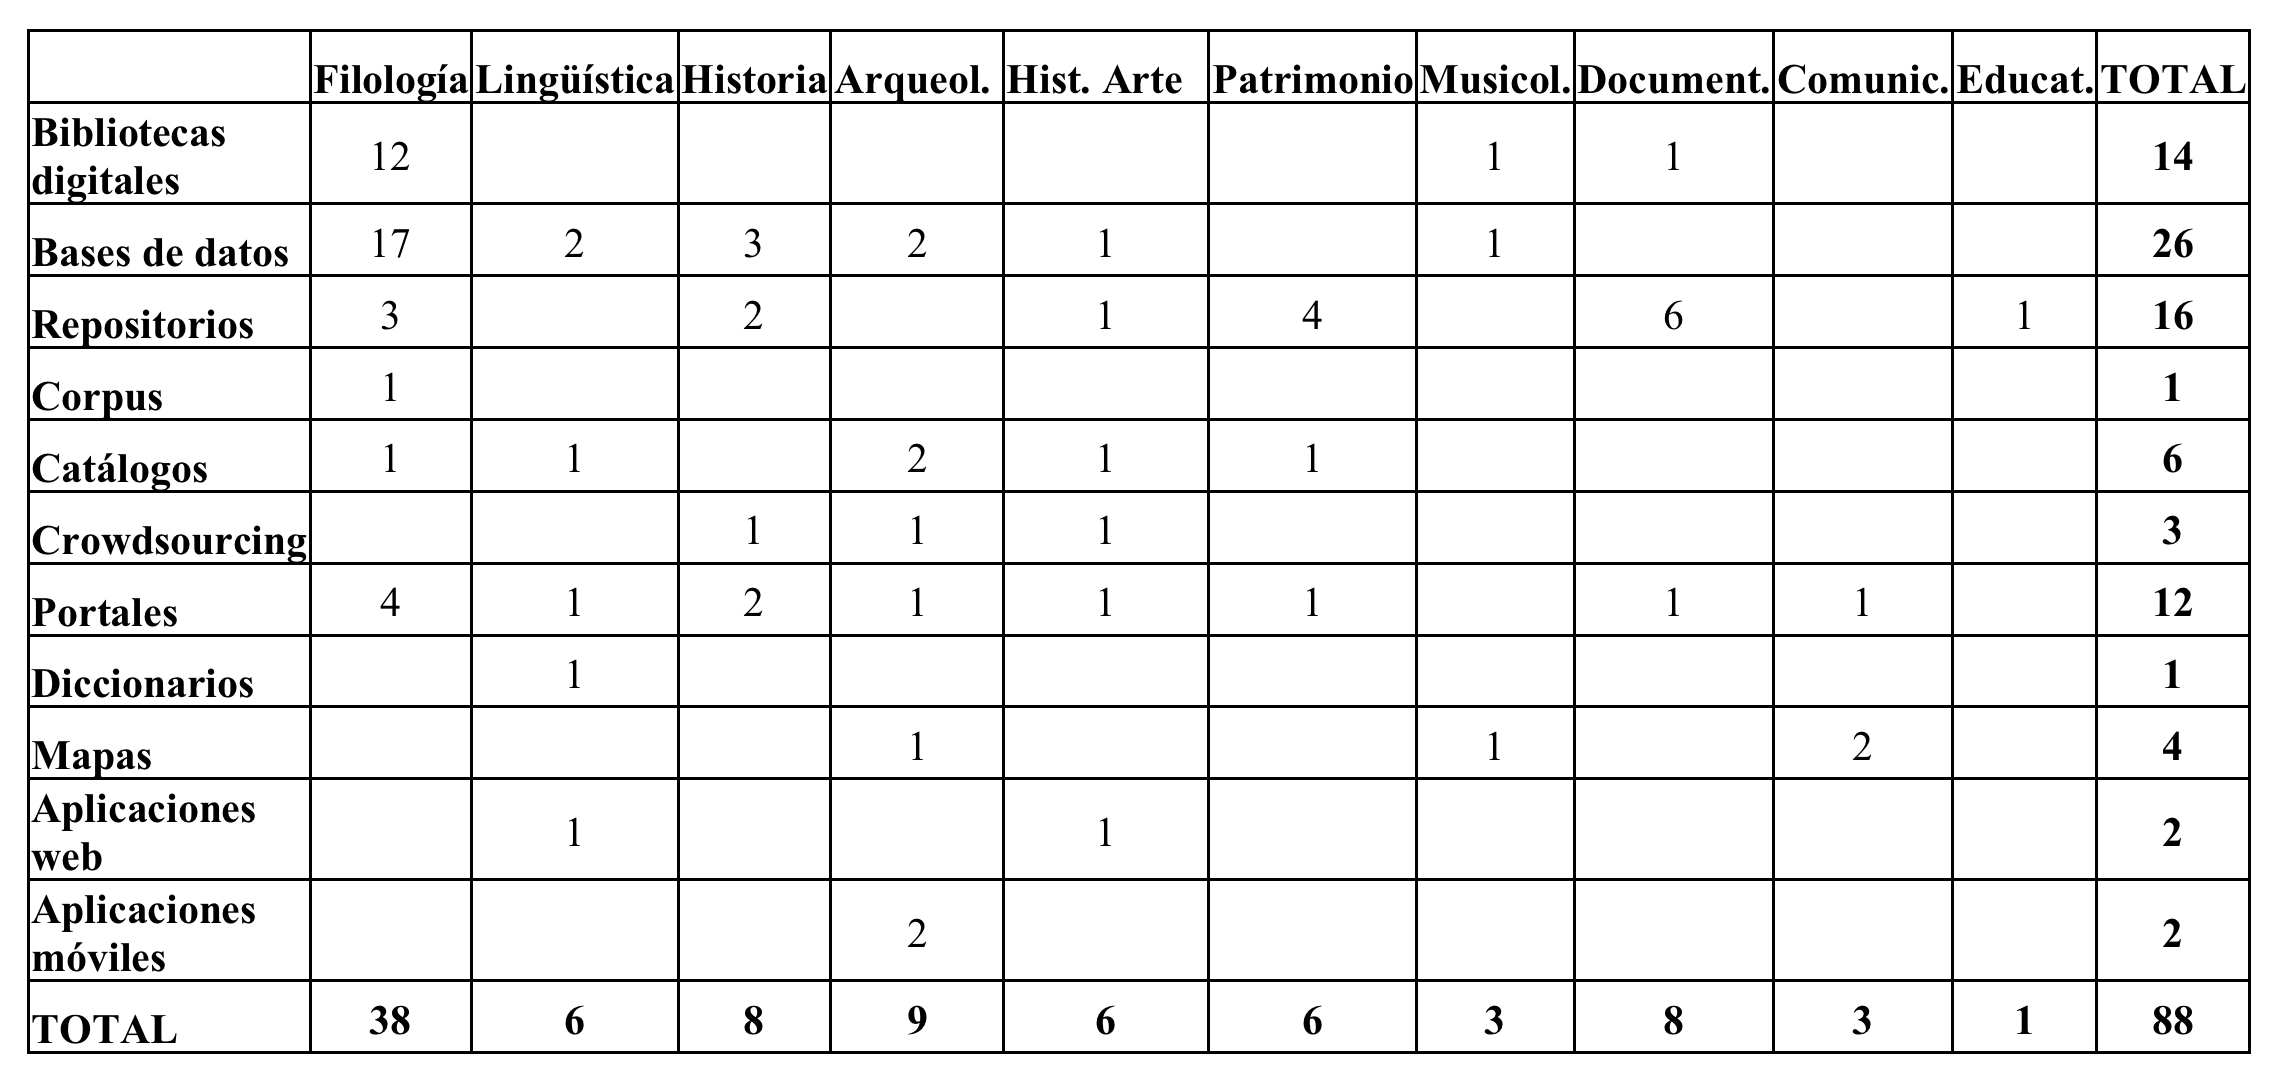 Filología Lingüística Historia Arqueol. Hist. Arte Patrimonio Musicol. Document. Comunic. Educat. TOTAL
Bibliotecas
digitales 12 1 1 14
Bases de datos 17 2 3 2 1 1 26
Repositorios 3 2 1 4 6 1 16
Corpus 1 1
Catálogos 1 1 2 1 1 6
Crowdsourcing 1 1 1 3
Portales 4 1 2 1 1 1 1 1 12
Diccionarios 1 1
Mapas 1 1 2 4
Aplicaciones
web 1 1 2
Aplicaciones
móviles 2 2
TOTAL 38 6 8 9 6 6 3 8 3 1 88